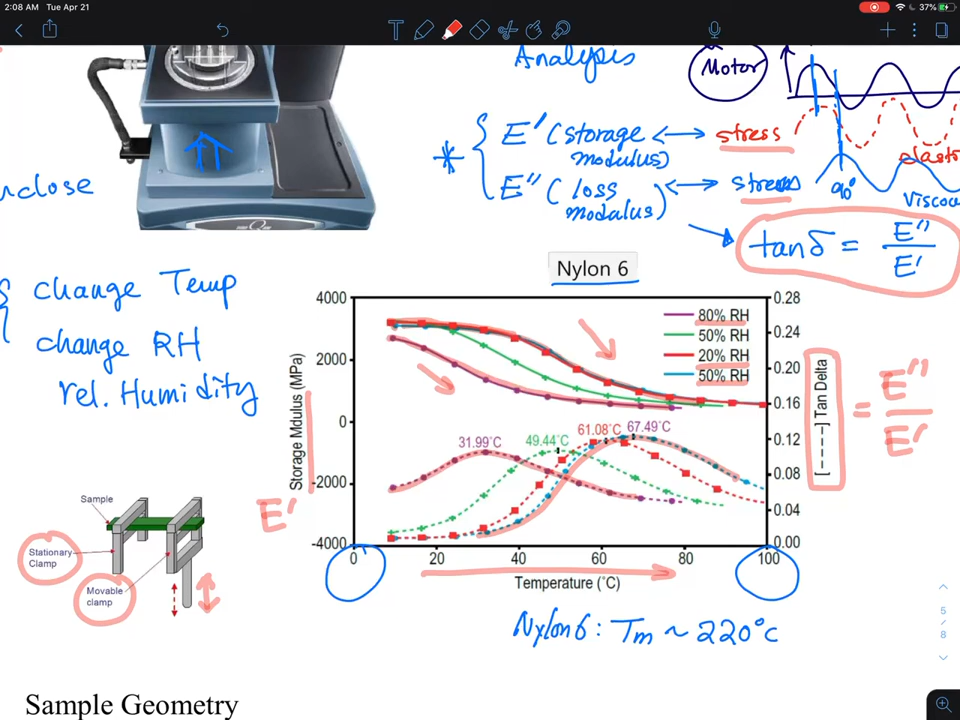 2:08 AM Tue Apr 21
37%
Analysis
Motor
E' (storage modulus) ↔ stress
elasti
E'' ( loss modulus) ↔ stress
90°
Viscou
nclose
tanδ = E''/E'
change Temp
change RH
rel. Humidity
Nylon 6
4000
2000
0
-2000
-4000
Storage Mdulus (MPa)
E'
80% RH
50% RH
20% RH
50% RH
31.99°C
49.44°C
61.08°C
67.49°C
0.28
0.24
0.20
0.16
0.12
0.08
0.04
0.00
[----] Tan Delta
= E''/E'
0
20
40
60
80
100
Temperature (˚C)
Sample
Stationary
Clamp
Movable
clamp
Nylon 6 : Tm ~ 220°C
5
/
8
Sample Geometry